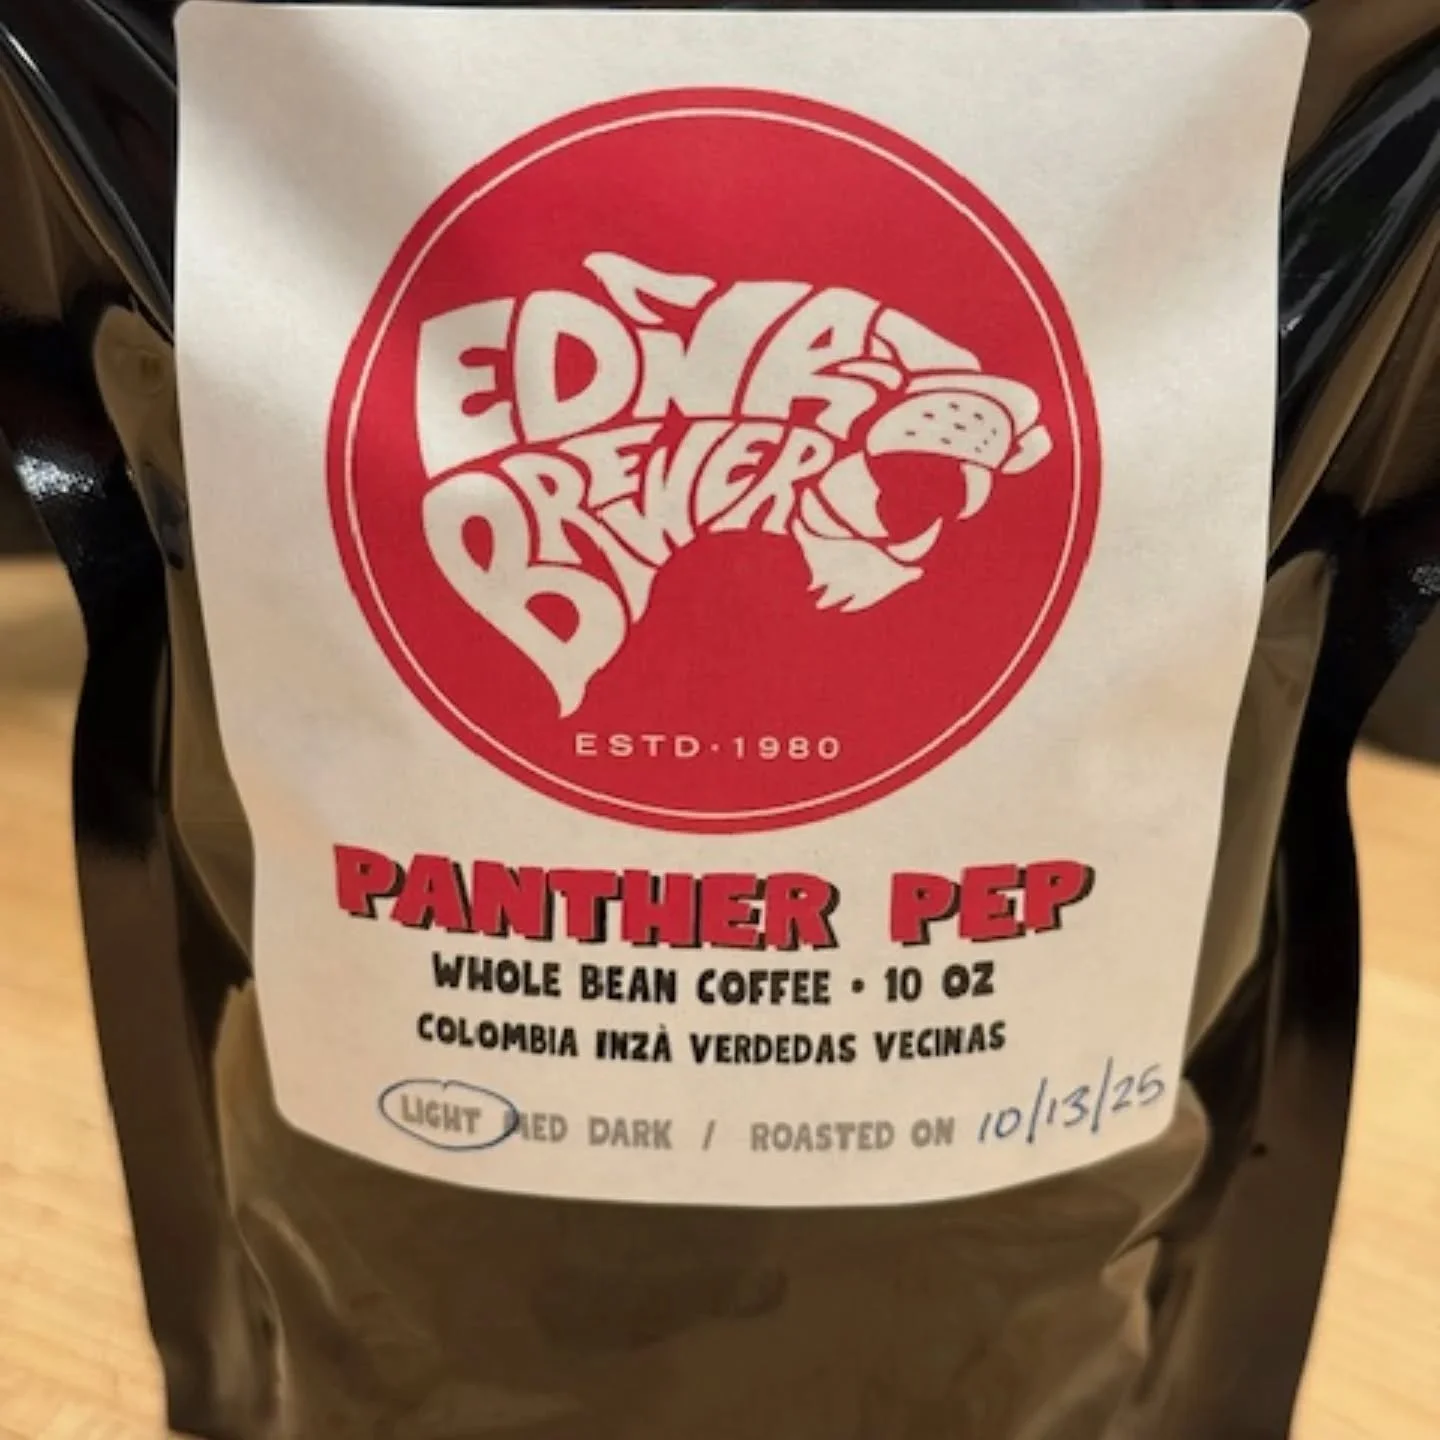 EDNA
BREWER
ESTD·1980
PANTHER PEP
WHOLE BEAN COFFEE • 10 OZ
COLOMBIA INZÀ VERDEDAS VECINAS
LIGHT MED DARK / ROASTED ON 10/13/25